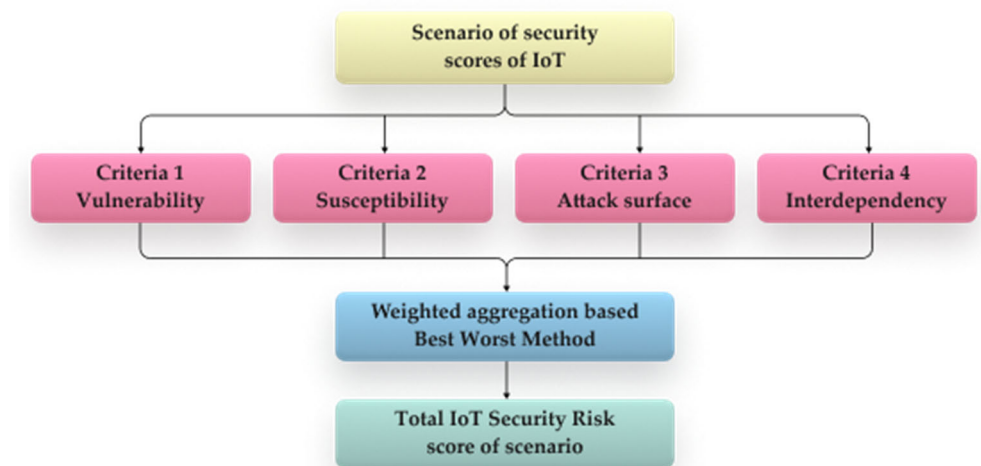 Scenario of security
scores of IoT
Criteria 1
Vulnerability
Criteria 2
Susceptibility
Criteria 3
Attack surface
Criteria 4
Interdependency
Weighted aggregation based
Best Worst Method
Total IoT Security Risk
score of scenario